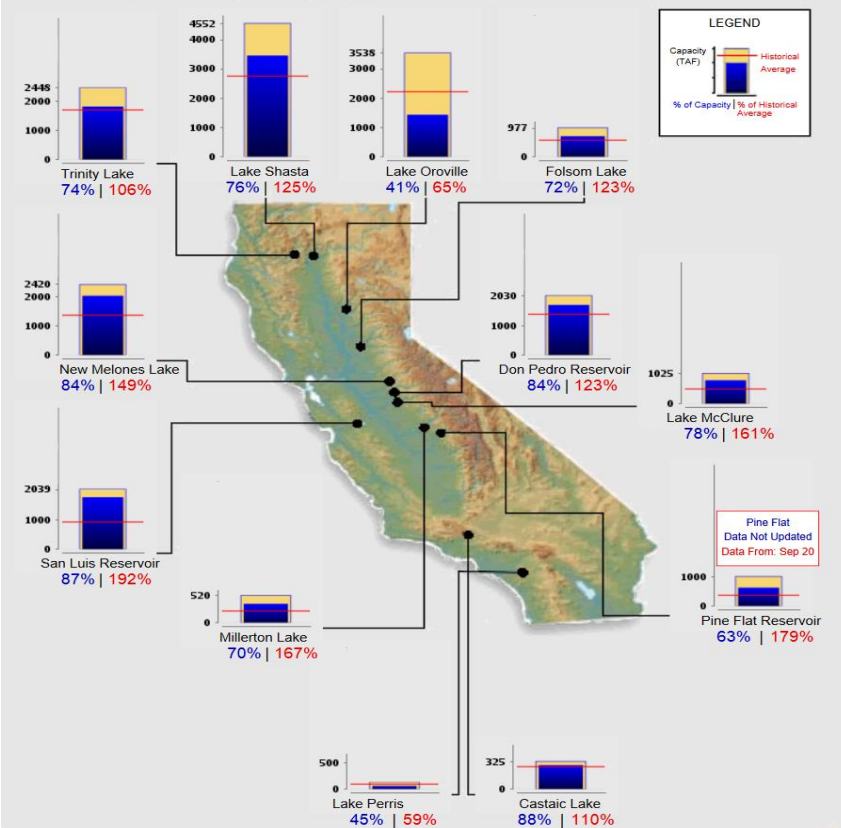 LEGEND
Capacity
(TAF)
Historical
Average
% of Capacity | % of Historical
Average
2448
2000
1000
0
Trinity Lake
74% | 106%
4552
4000
3000
2000
1000
0
Lake Shasta
76% | 125%
3538
3000
2000
1000
0
Lake Oroville
41% | 65%
977
0
Folsom Lake
72% | 123%
2420
2000
1000
0
New Melones Lake
84% | 149%
2030
1000
0
Don Pedro Reservoir
84% | 123%
1025
0
Lake McClure
78% | 161%
2039
1000
0
San Luis Reservoir
87% | 192%
520
0
Millerton Lake
70% | 167%
Pine Flat
Data Not Updated
Data From: Sep 20
1000
0
Pine Flat Reservoir
63% | 179%
500
0
Lake Perris
45% | 59%
325
0
Castaic Lake
88% | 110%